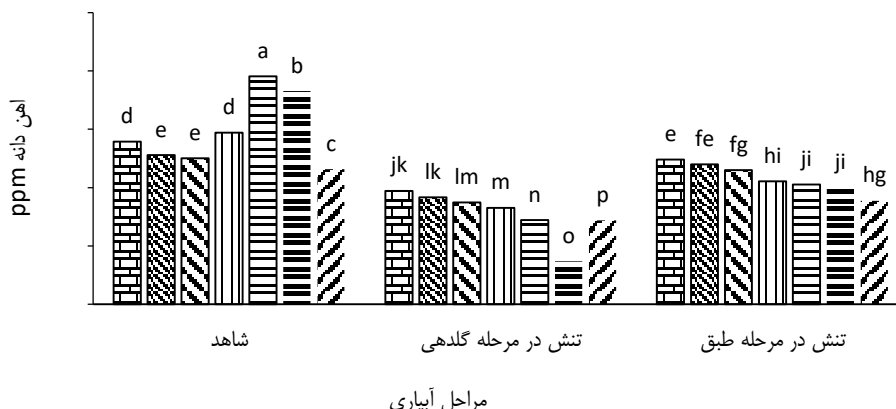 اهن دانه ppm
d e e d a b c
jk lk lm m n o p
e fe fg hi ji ji hg
شاهد
تنش در مرحله گلدهی
تنش در مرحله طبق
مراحل آبیاری